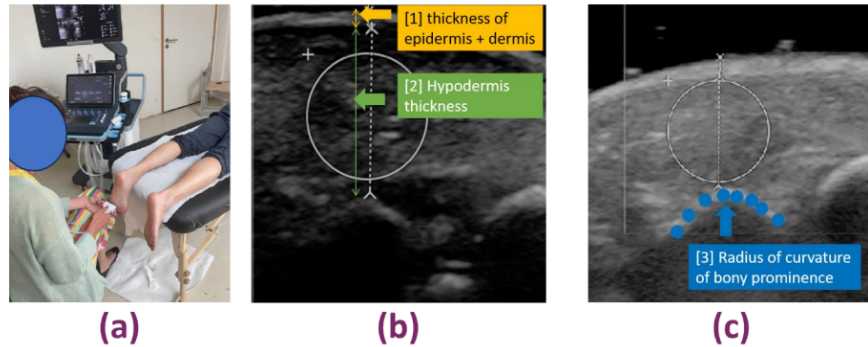 [1] thickness of
epidermis + dermis
[2] Hypodermis
thickness
[3] Radius of curvature
of bony prominence
(a)
(b)
(c)